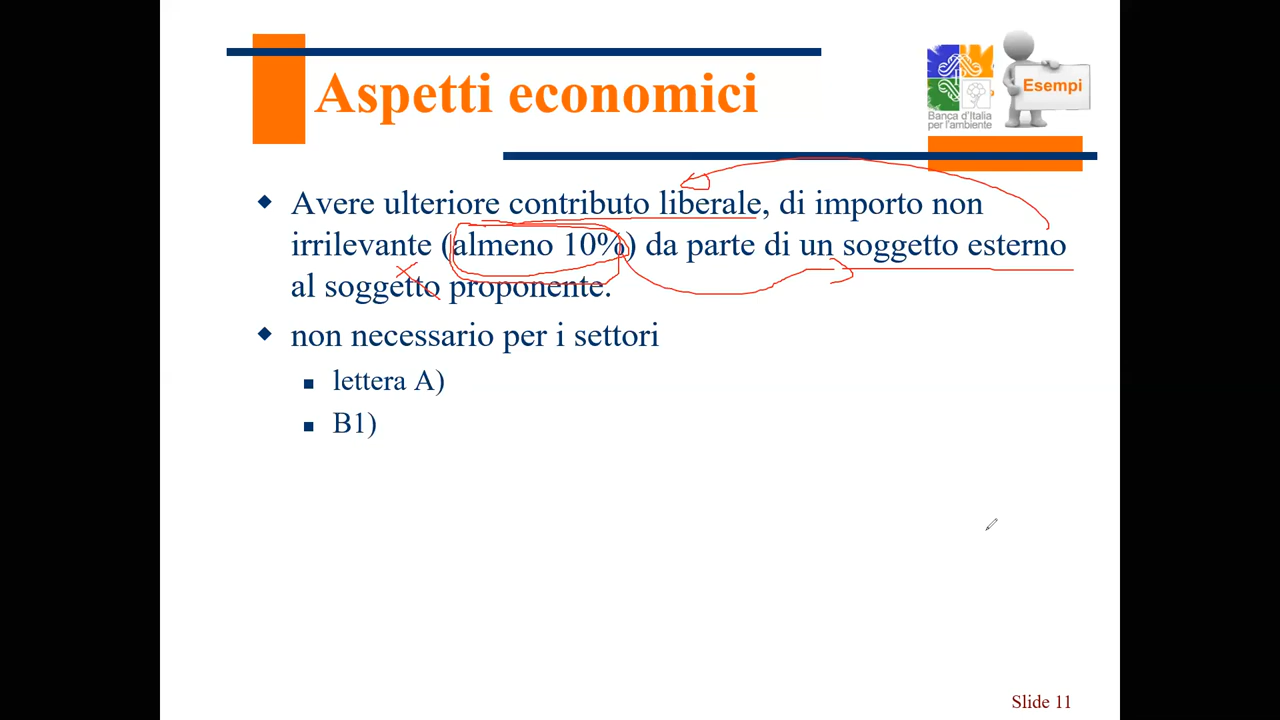 Aspetti economici
Esempi
Banca d'Italia
per l'ambiente
Avere ulteriore contributo liberale, di importo non
irrilevante (almeno 10%) da parte di un soggetto esterno
al soggetto proponente.
non necessario per i settori
lettera A)
B1)
Slide 11